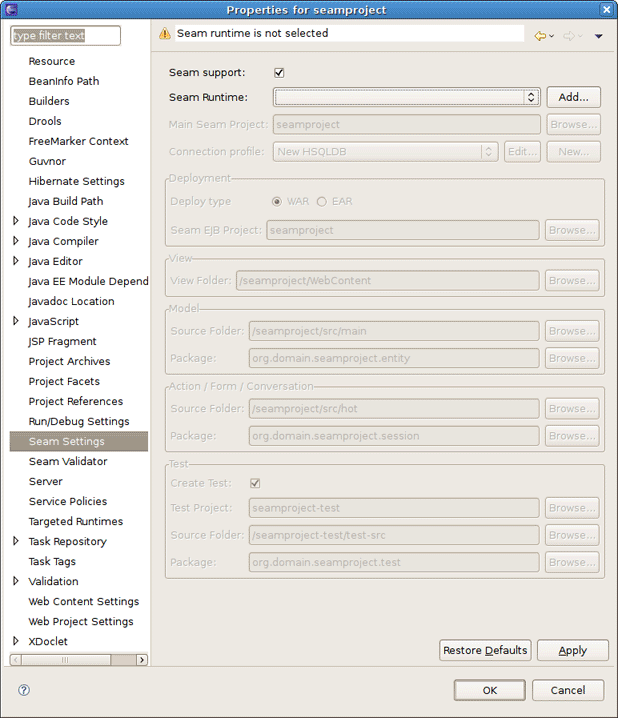 Properties for seamproject
type filter text
Seam runtime is not selected
Resource
BeanInfo Path
Builders
Drools
FreeMarker Context
Guvnor
Hibernate Settings
Java Build Path
Java Code Style
Java Compiler
Java Editor
Java EE Module Depend
Javadoc Location
JavaScript
JSP Fragment
Project Archives
Project Facets
Project References
Run/Debug Settings
Seam Settings
Seam Validator
Server
Service Policies
Targeted Runtimes
Task Repository
Task Tags
Validation
Web Content Settings
Web Project Settings
XDoclet
Seam support:
Seam Runtime: Add...
Main Seam Project: seamproject Browse...
Connection profile: New HSQLDB Edit... New...
Deployment
Deploy type WAR EAR
Seam EJB Project: seamproject Browse...
View
View Folder: /seamproject/WebContent Browse...
Model
Source Folder: /seamproject/src/main Browse...
Package: org.domain.seamproject.entity Browse...
Action / Form / Conversation
Source Folder: /seamproject/src/hot Browse...
Package: org.domain.seamproject.session Browse...
Test
Create Test:
Test Project: seamproject-test Browse...
Source Folder: /seamproject-test/test-src Browse...
Package: org.domain.seamproject.test Browse...
Restore Defaults Apply
? OK Cancel